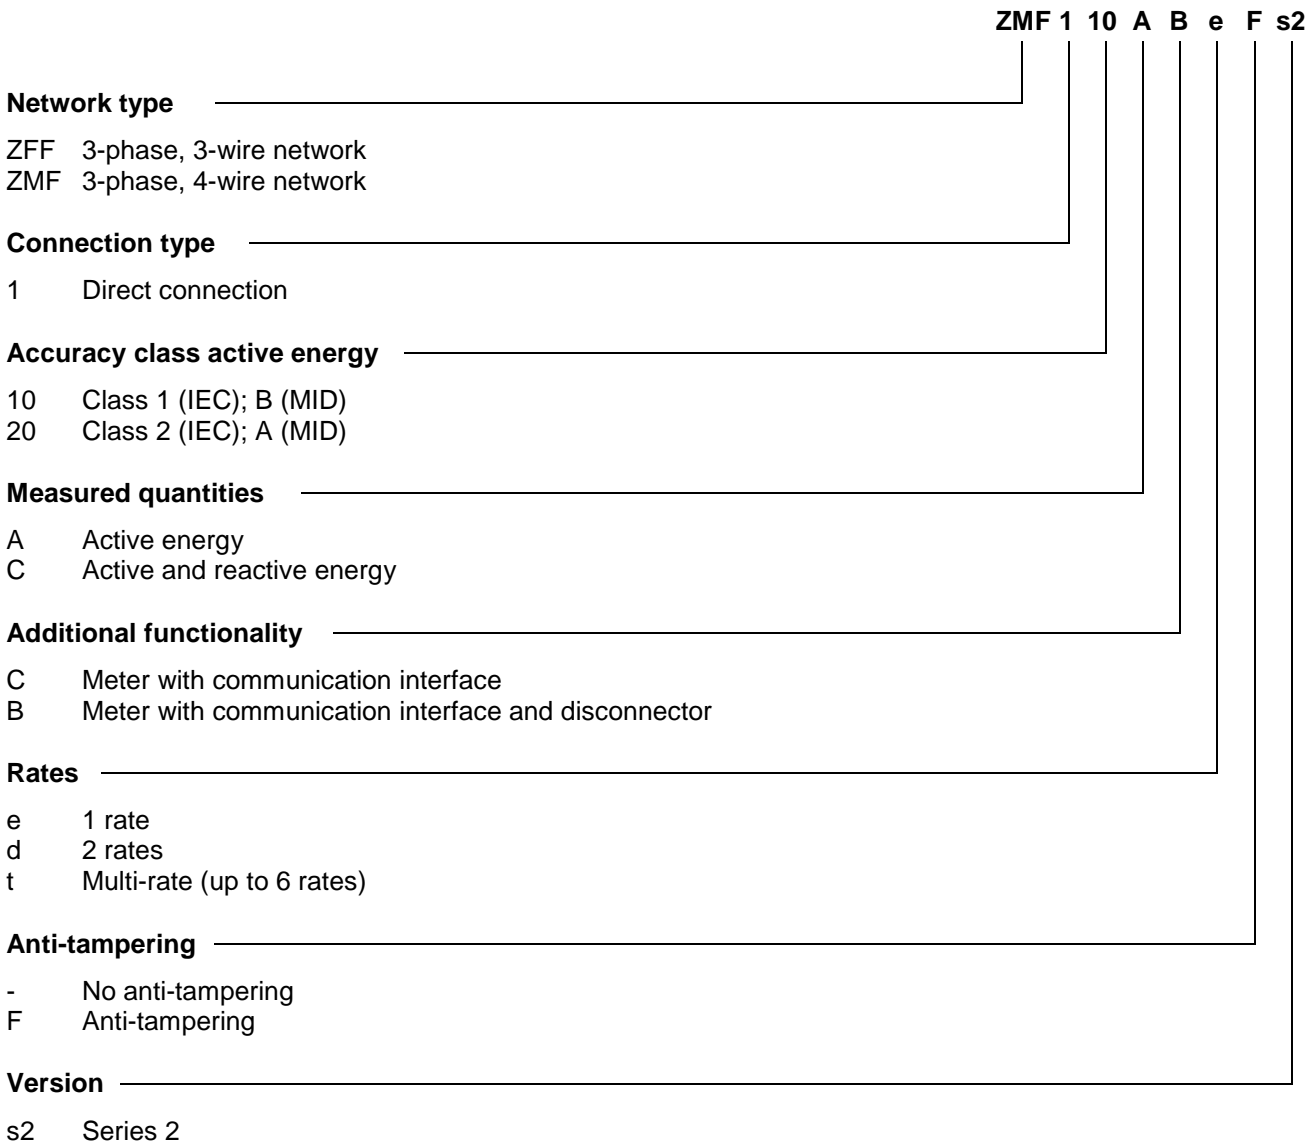 ZMF 1 10 A B e F s2
Network type
ZFF 3-phase, 3-wire network
ZMF 3-phase, 4-wire network
Connection type
1 Direct connection
Accuracy class active energy
10 Class 1 (IEC); B (MID)
20 Class 2 (IEC); A (MID)
Measured quantities
A Active energy
C Active and reactive energy
Additional functionality
C Meter with communication interface
B Meter with communication interface and disconnector
Rates
e 1 rate
d 2 rates
t Multi-rate (up to 6 rates)
Anti-tampering
- No anti-tampering
F Anti-tampering
Version
s2 Series 2